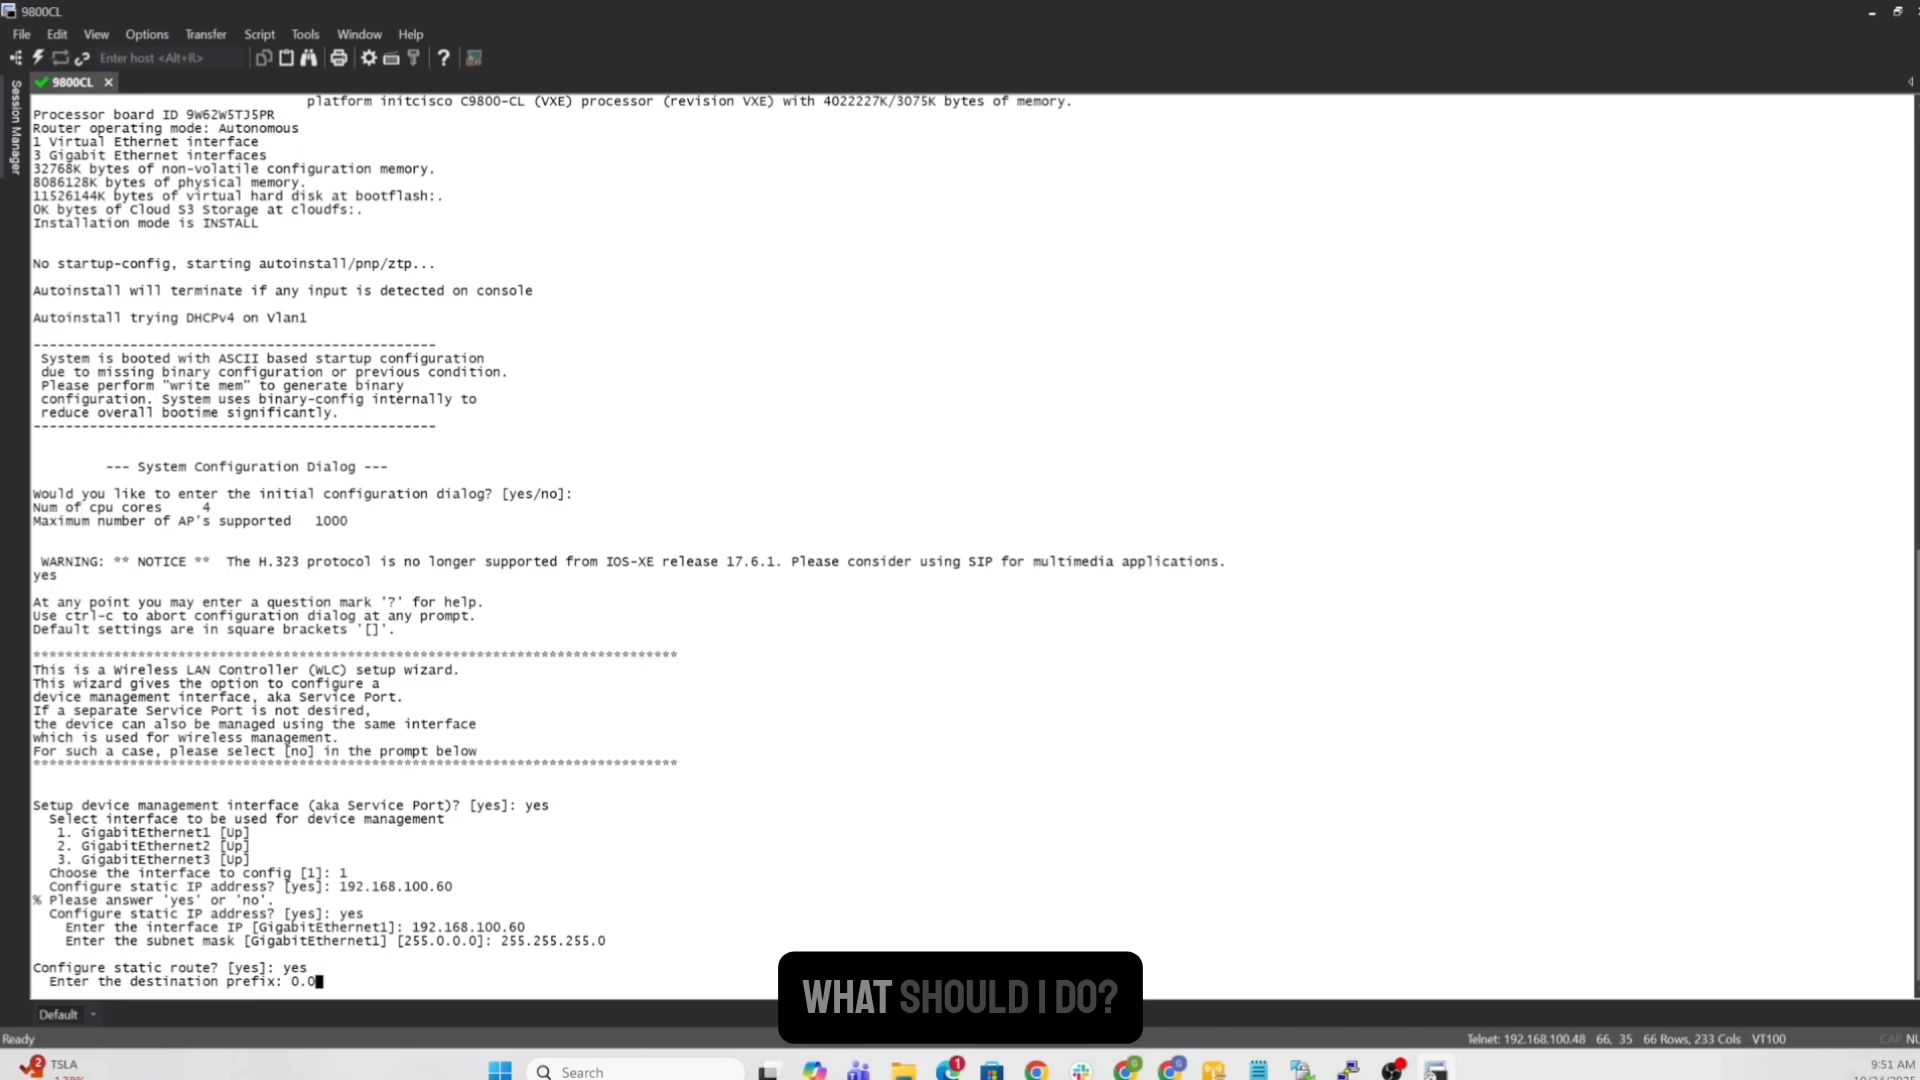 9800CL
File Edit View Options Transfer Script Tools Window Help
Enter host <Alt+R>
9800CL
Session Manager
platform initcisco C9800-CL (VXE) processor (revision VXE) with 4022227K/3075K bytes of memory.
Processor board ID 9W62W5TJ5PR
Router operating mode: Autonomous
1 Virtual Ethernet interface
3 Gigabit Ethernet interfaces
32768K bytes of non-volatile configuration memory.
8086128K bytes of physical memory.
11526144K bytes of virtual hard disk at bootflash:.
0K bytes of Cloud S3 Storage at cloudfs:.
Installation mode is INSTALL
No startup-config, starting autoinstall/pnp/ztp...
Autoinstall will terminate if any input is detected on console
Autoinstall trying DHCPv4 on Vlan1
--------------------------------------------------
System is booted with ASCII based startup configuration
due to missing binary configuration or previous condition.
Please perform "write mem" to generate binary
configuration. System uses binary-config internally to
reduce overall bootime significantly.
--------------------------------------------------
--- System Configuration Dialog ---
Would you like to enter the initial configuration dialog? [yes/no]:
Num of cpu cores 4
Maximum number of AP's supported 1000
WARNING: ** NOTICE ** The H.323 protocol is no longer supported from IOS-XE release 17.6.1. Please consider using SIP for multimedia applications.
yes
At any point you may enter a question mark '?' for help.
Use ctrl-c to abort configuration dialog at any prompt.
Default settings are in square brackets '[]'.
********************************************************************************
This is a Wireless LAN Controller (WLC) setup wizard.
This wizard gives the option to configure a
device management interface, aka Service Port.
If a separate Service Port is not desired,
the device can also be managed using the same interface
which is used for wireless management.
For such a case, please select [no] in the prompt below
********************************************************************************
Setup device management interface (aka Service Port)? [yes]: yes
Select interface to be used for device management
1. GigabitEthernet1 [Up]
2. GigabitEthernet2 [Up]
3. GigabitEthernet3 [Up]
Choose the interface to config [1]: 1
Configure static IP address? [yes]: 192.168.100.60
% Please answer 'yes' or 'no'.
Configure static IP address? [yes]: yes
Enter the interface IP [GigabitEthernet1]: 192.168.100.60
Enter the subnet mask [GigabitEthernet1] [255.0.0.0]: 255.255.255.0
Configure static route? [yes]: yes
Enter the destination prefix: 0.0
WHAT SHOULD I DO?
Default
Ready
Telnet: 192.168.100.48 66, 35 66 Rows, 233 Cols VT100 CAP NU
2 TSLA
Search
1
0
0
9:51 AM